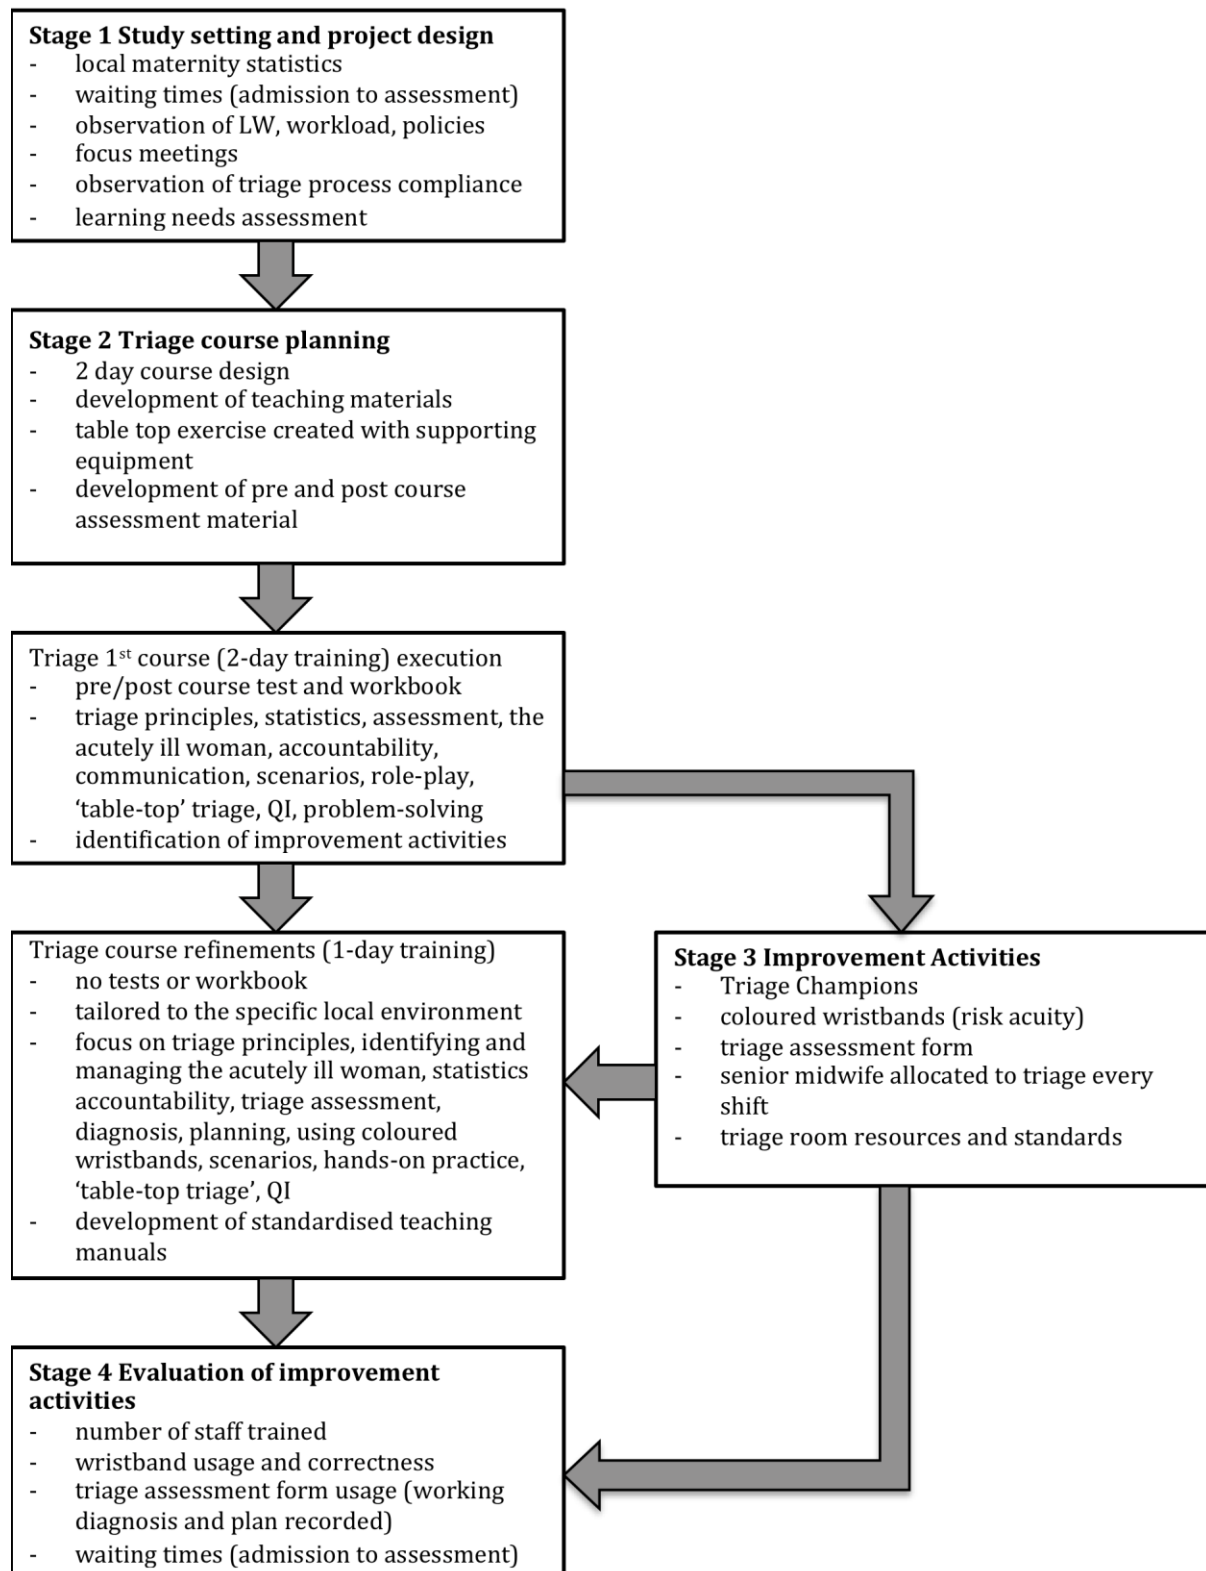 Stage 1 Study setting and project design
- local maternity statistics
- waiting times (admission to assessment)
- observation of LW, workload, policies
- focus meetings
- observation of triage process compliance
- learning needs assessment
Stage 2 Triage course planning
- 2 day course design
- development of teaching materials
- table top exercise created with supporting
equipment
- development of pre and post course
assessment material
Triage 1st course (2-day training) execution
- pre/post course test and workbook
- triage principles, statistics, assessment, the
acutely ill woman, accountability,
communication, scenarios, role-play,
‘table-top’ triage, QI, problem-solving
- identification of improvement activities
Triage course refinements (1-day training)
- no tests or workbook
- tailored to the specific local environment
- focus on triage principles, identifying and
managing the acutely ill woman, statistics
accountability, triage assessment,
diagnosis, planning, using coloured
wristbands, scenarios, hands-on practice,
‘table-top triage’, QI
- development of standardised teaching
manuals
Stage 3 Improvement Activities
- Triage Champions
- coloured wristbands (risk acuity)
- triage assessment form
- senior midwife allocated to triage every
shift
- triage room resources and standards
Stage 4 Evaluation of improvement
activities
- number of staff trained
- wristband usage and correctness
- triage assessment form usage (working
diagnosis and plan recorded)
- waiting times (admission to assessment)